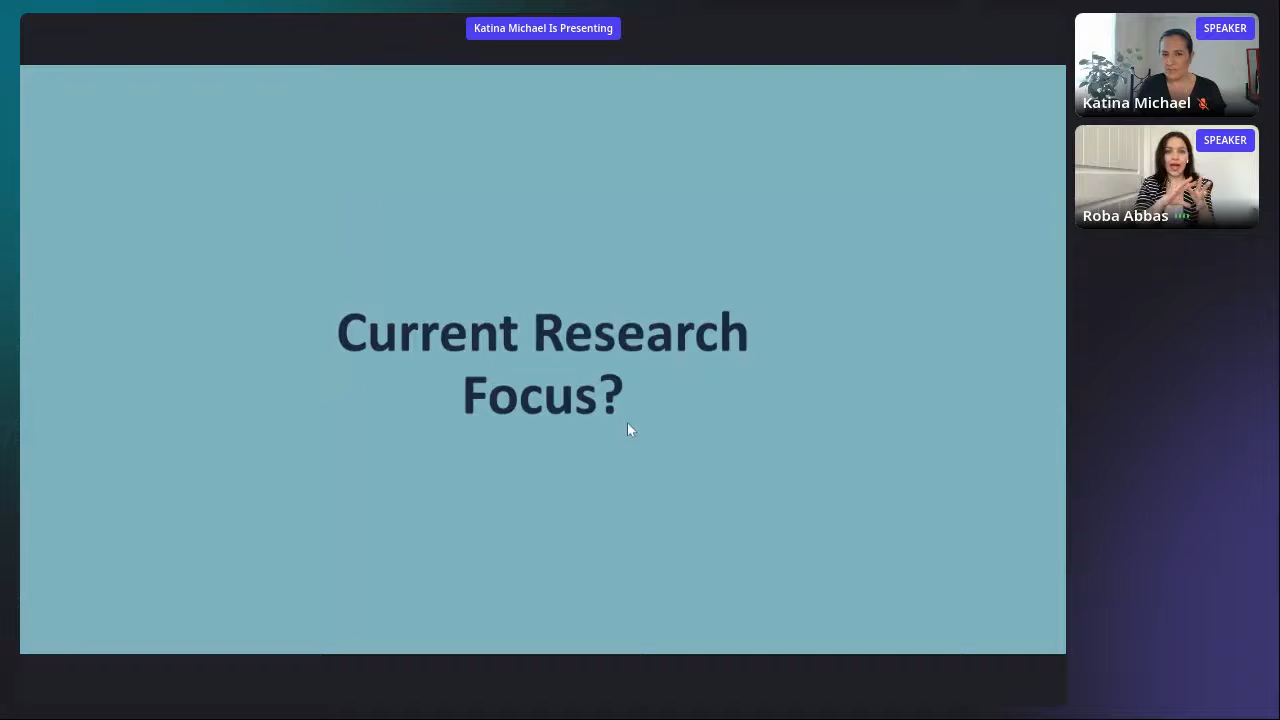 Katina Michael Is Presenting
SPEAKER
Katina Michael
SPEAKER
Roba Abbas
Current Research
Focus?